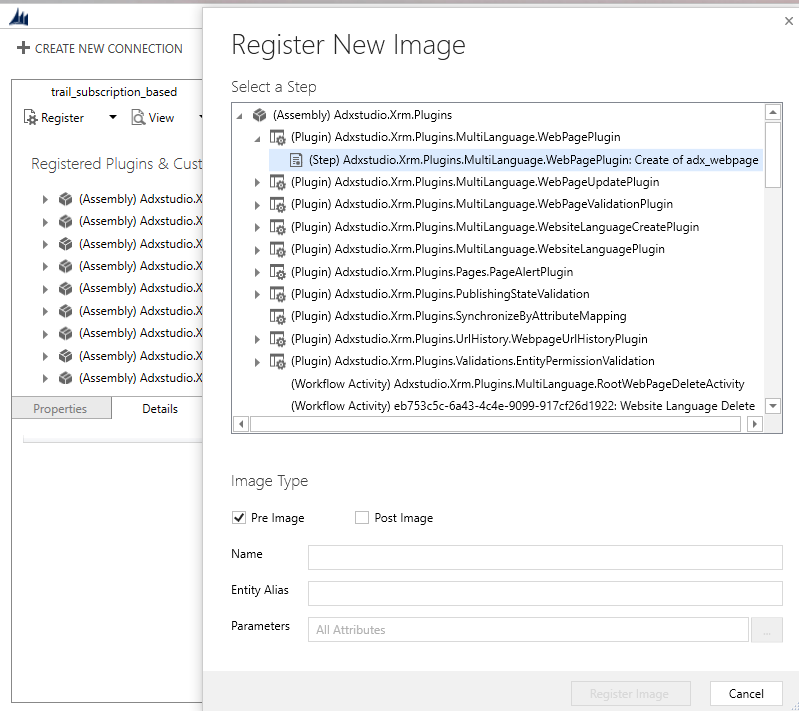 CREATE NEW CONNECTION
trail_subscription_based
Register
View
Registered Plugins & Cust
(Assembly) Adxstudio.X
(Assembly) Adxstudio.X
(Assembly) Adxstudio.X
(Assembly) Adxstudio.X
(Assembly) Adxstudio.X
(Assembly) Adxstudio.X
(Assembly) Adxstudio.X
(Assembly) Adxstudio.X
(Assembly) Adxstudio.X
Properties
Details
Register New Image
Select a Step
(Assembly) Adxstudio.Xrm.Plugins
(Plugin) Adxstudio.Xrm.Plugins.MultiLanguage.WebPagePlugin
(Step) Adxstudio.Xrm.Plugins.MultiLanguage.WebPagePlugin: Create of adx_webpage
(Plugin) Adxstudio.Xrm.Plugins.MultiLanguage.WebPageUpdatePlugin
(Plugin) Adxstudio.Xrm.Plugins.MultiLanguage.WebPageValidationPlugin
(Plugin) Adxstudio.Xrm.Plugins.MultiLanguage.WebsiteLanguageCreatePlugin
(Plugin) Adxstudio.Xrm.Plugins.MultiLanguage.WebsiteLanguagePlugin
(Plugin) Adxstudio.Xrm.Plugins.Pages.PageAlertPlugin
(Plugin) Adxstudio.Xrm.Plugins.PublishingStateValidation
(Plugin) Adxstudio.Xrm.Plugins.SynchronizeByAttributeMapping
(Plugin) Adxstudio.Xrm.Plugins.UrlHistory.WebpageUrlHistoryPlugin
(Plugin) Adxstudio.Xrm.Plugins.Validations.EntityPermissionValidation
(Workflow Activity) Adxstudio.Xrm.Plugins.MultiLanguage.RootWebPageDeleteActivity
(Workflow Activity) eb753c5c-6a43-4c4e-9099-917cf26d1922: Website Language Delete
Image Type
Pre Image
Post Image
Name
Entity Alias
Parameters
All Attributes
...
Register Image
Cancel